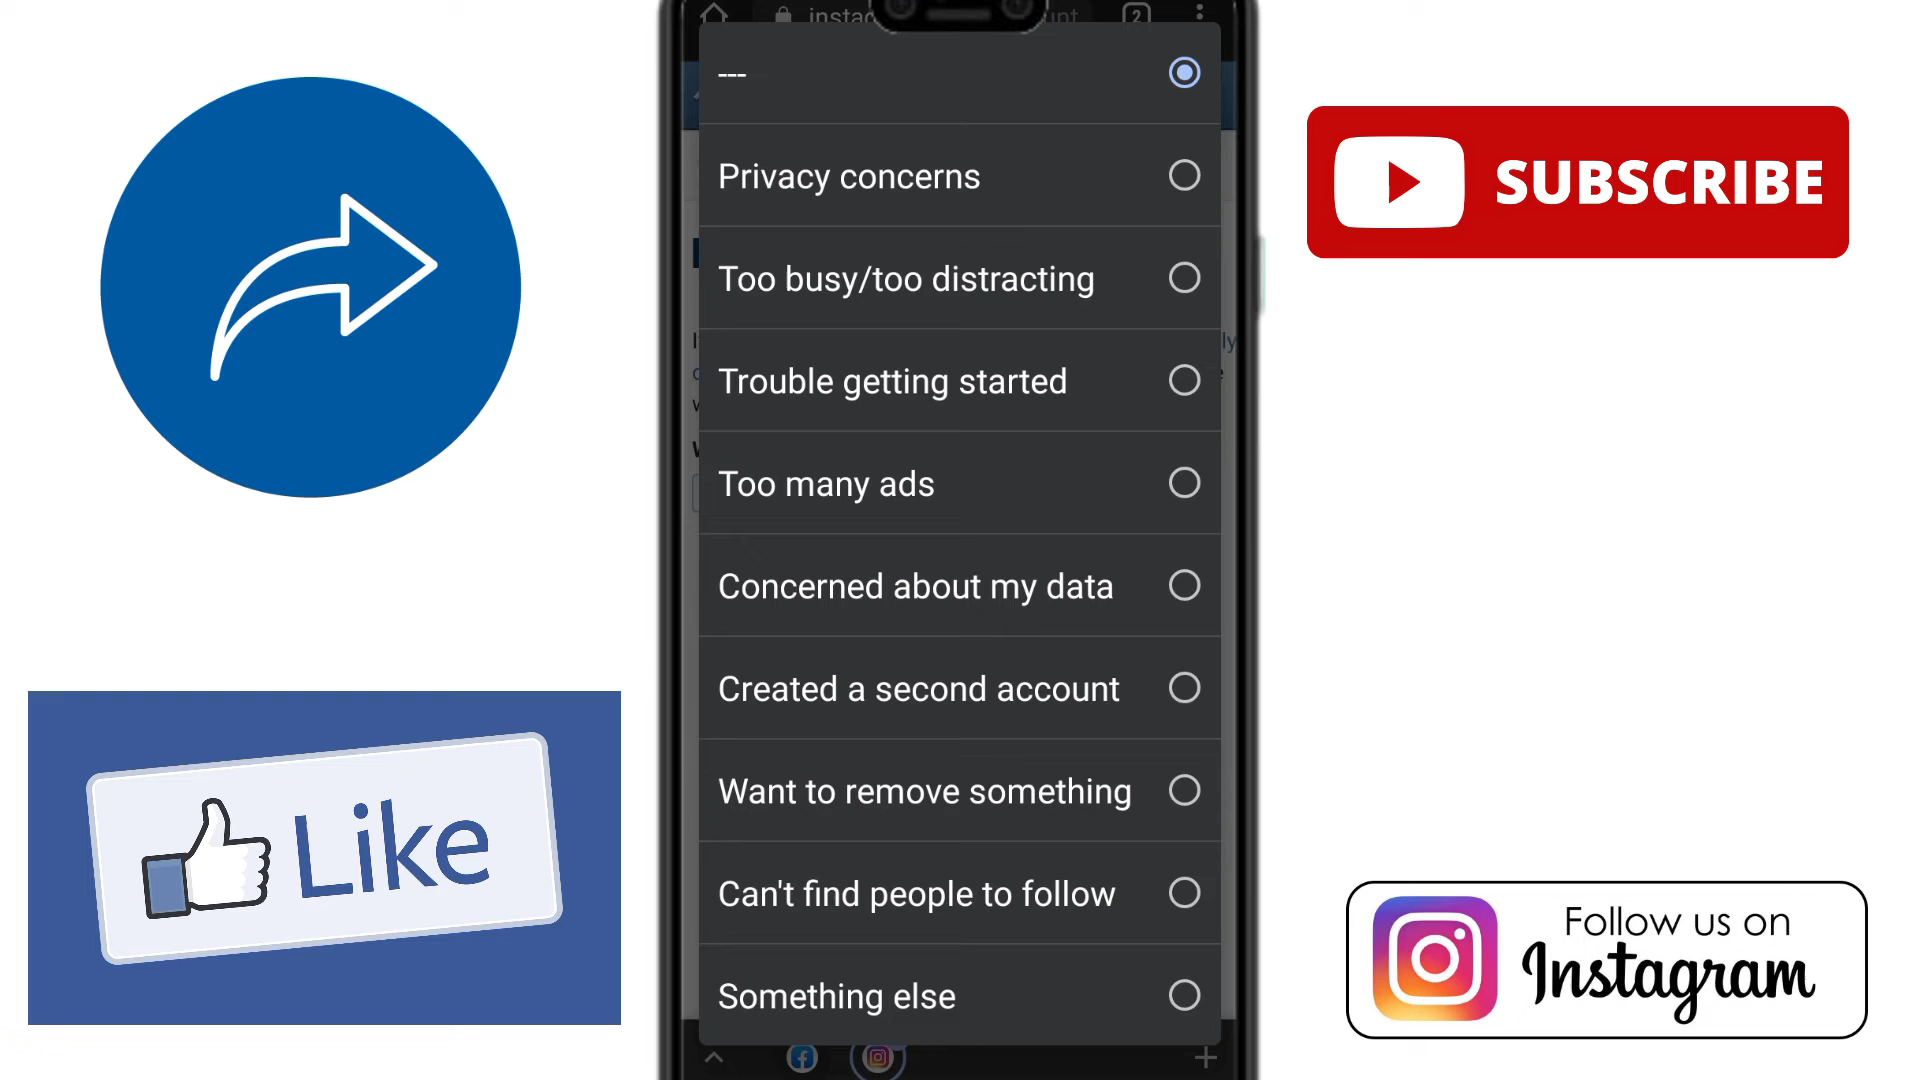 2
---
Privacy concerns
Too busy/too distracting
Trouble getting started
Too many ads
Concerned about my data
Created a second account
Want to remove something
Can't find people to follow
Something else
SUBSCRIBE
Like
Follow us on
Instagram